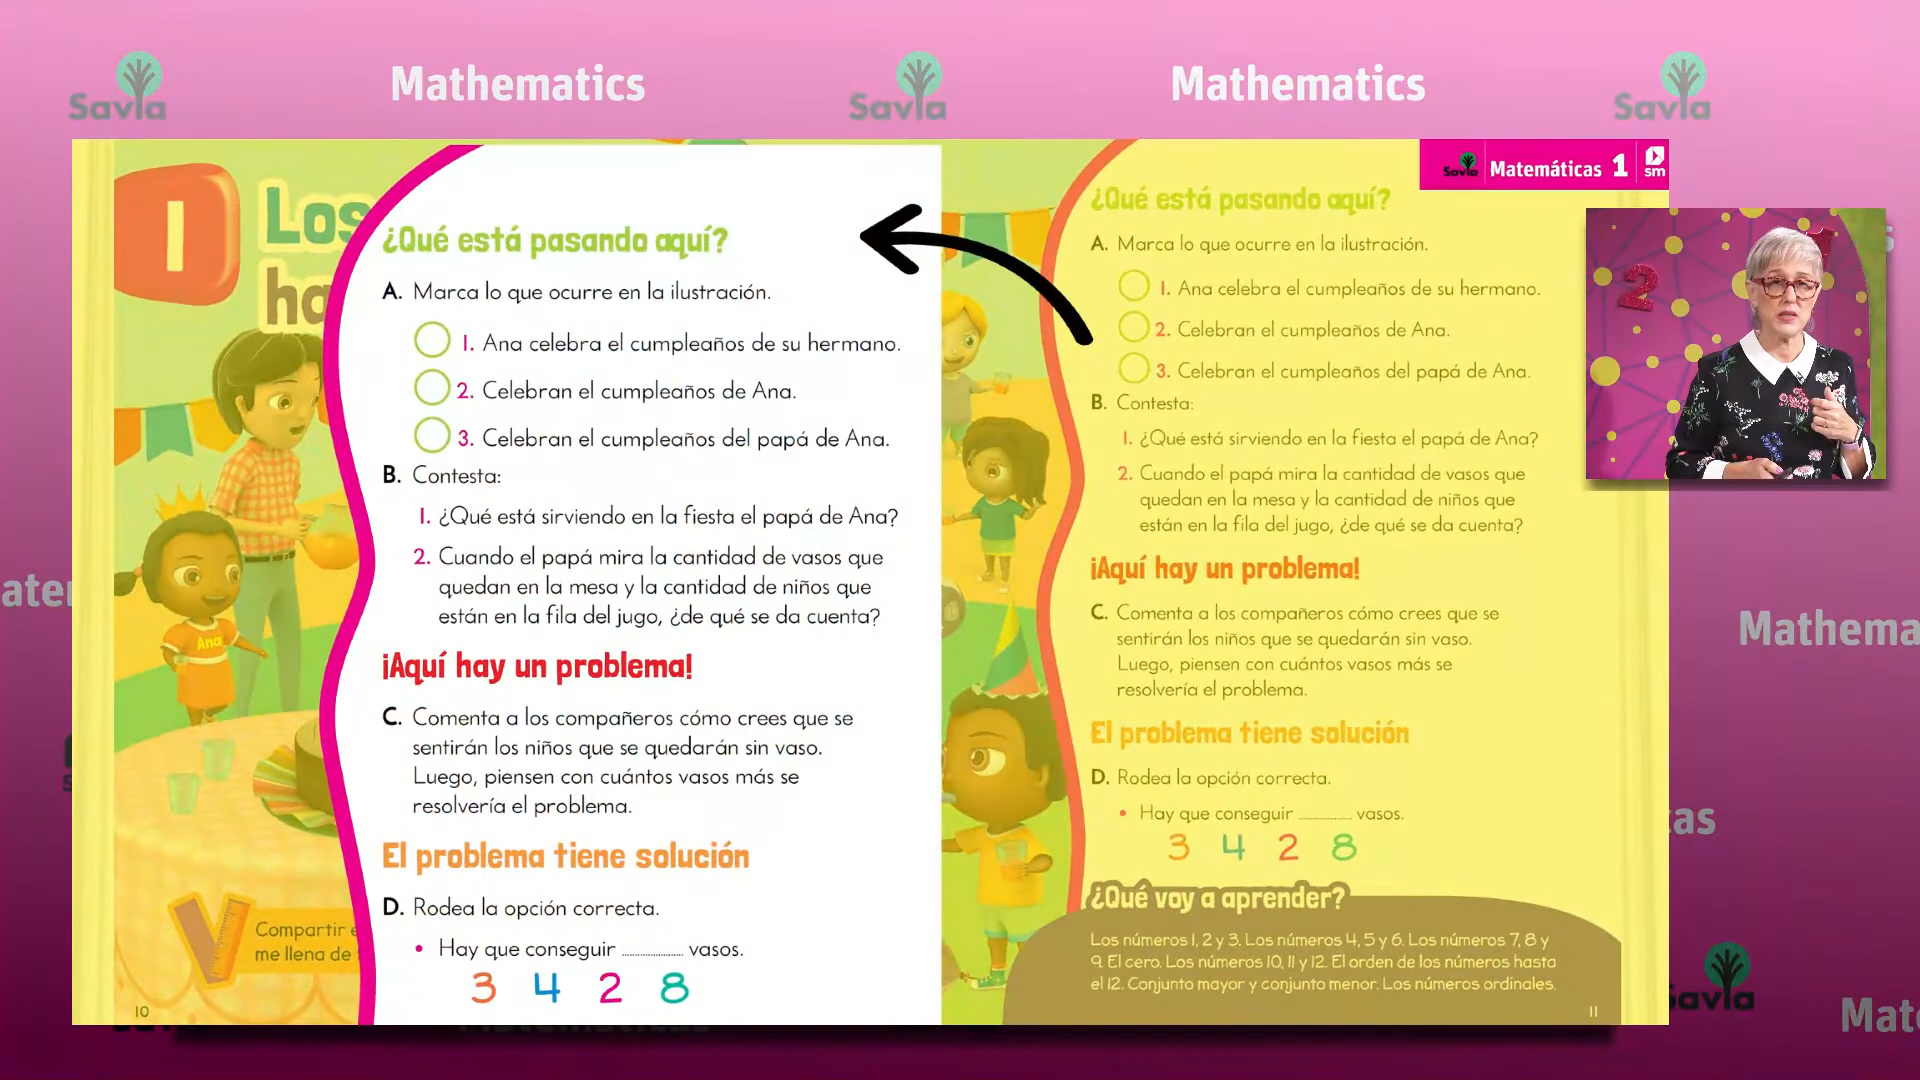 Savia
Mathematics
Savia
Mathematics
Savia
Savia
Matemáticas 1
sm
1
Los
ha
¿Qué está pasando aquí?
A. Marca lo que ocurre en la ilustración.
1. Ana celebra el cumpleaños de su hermano.
2. Celebran el cumpleaños de Ana.
3. Celebran el cumpleaños del papá de Ana.
B. Contesta:
1. ¿Qué está sirviendo en la fiesta el papá de Ana?
2. Cuando el papá mira la cantidad de vasos que
quedan en la mesa y la cantidad de niños que
están en la fila del jugo, ¿de qué se da cuenta?
¡Aquí hay un problema!
C. Comenta a los compañeros cómo crees que se
sentirán los niños que se quedarán sin vaso.
Luego, piensen con cuántos vasos más se
resolvería el problema.
El problema tiene solución
D. Rodea la opción correcta.
• Hay que conseguir ........... vasos.
3 4 2 8
Ana
Compartir
me llena de
10
¿Qué está pasando aquí?
A. Marca lo que ocurre en la ilustración.
1. Ana celebra el cumpleaños de su hermano.
2. Celebran el cumpleaños de Ana.
3. Celebran el cumpleaños del papá de Ana.
B. Contesta:
1. ¿Qué está sirviendo en la fiesta el papá de Ana?
2. Cuando el papá mira la cantidad de vasos que
quedan en la mesa y la cantidad de niños que
están en la fila del jugo, ¿de qué se da cuenta?
¡Aquí hay un problema!
C. Comenta a los compañeros cómo crees que se
sentirán los niños que se quedarán sin vaso.
Luego, piensen con cuántos vasos más se
resolvería el problema.
El problema tiene solución
D. Rodea la opción correcta.
• Hay que conseguir ........... vasos.
3 4 2 8
¿Qué voy a aprender?
Los números 1, 2 y 3. Los números 4, 5 y 6. Los números 7, 8 y
9. El cero. Los números 10, 11 y 12. El orden de los números hasta
el 12. Conjunto mayor y conjunto menor. Los números ordinales.
11
2
1
ater
Mathema
cas
Savia
Mat